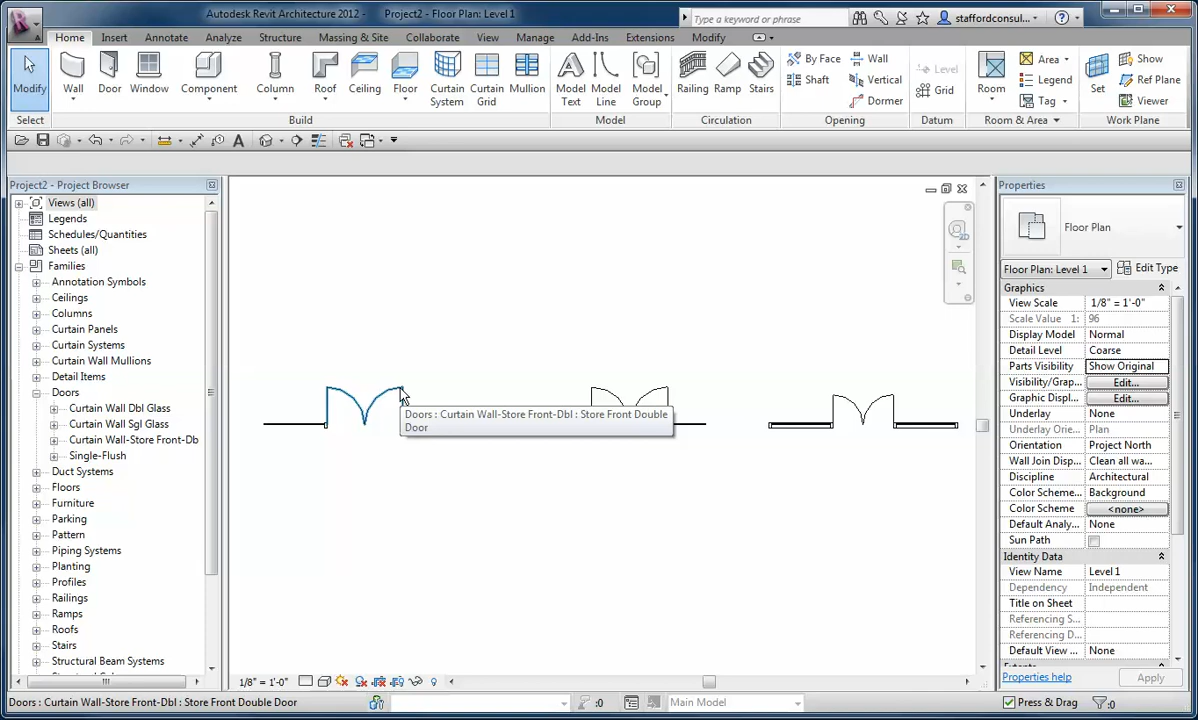 Autodesk Revit Architecture 2012 - Project2 - Floor Plan: Level 1
Type a keyword or phrase
staffordconsul...
Home Insert Annotate Analyze Structure Massing & Site Collaborate View Manage Add-Ins Extensions Modify
Modify Wall Door Window Component Column Roof Ceiling Floor Curtain System Curtain Grid Mullion Model Text Model Line Model Group Railing Ramp Stairs
By Face Wall
Shaft Vertical
Dormer
Level
Grid
Room
Area
Legend
Tag
Set
Show
Ref Plane
Viewer
Select Build Model Circulation Opening Datum Room & Area Work Plane
Project2 - Project Browser
Views (all)
Legends
Schedules/Quantities
Sheets (all)
Families
Annotation Symbols
Ceilings
Columns
Curtain Panels
Curtain Systems
Curtain Wall Mullions
Detail Items
Doors
Curtain Wall Dbl Glass
Curtain Wall Sgl Glass
Curtain Wall-Store Front-Db
Single-Flush
Duct Systems
Floors
Furniture
Parking
Pattern
Piping Systems
Planting
Profiles
Railings
Ramps
Roofs
Stairs
Structural Beam Systems
2D
Doors : Curtain Wall-Store Front-Dbl : Store Front Double
Door
Properties
Floor Plan
Floor Plan: Level 1 Edit Type
Graphics
View Scale 1/8" = 1'-0"
Scale Value 1: 96
Display Model Normal
Detail Level Coarse
Parts Visibility Show Original
Visibility/Grap... Edit...
Graphic Displ... Edit...
Underlay None
Underlay Orie... Plan
Orientation Project North
Wall Join Disp... Clean all wa...
Discipline Architectural
Color Scheme... Background
Color Scheme <none>
Default Analy... None
Sun Path
Identity Data
View Name Level 1
Dependency Independent
Title on Sheet
Referencing S...
Referencing D...
Default View ... None
Extents
Properties help Apply
1/8" = 1'-0"
Doors : Curtain Wall-Store Front-Dbl : Store Front Double Door
:0
Main Model
Press & Drag
:0